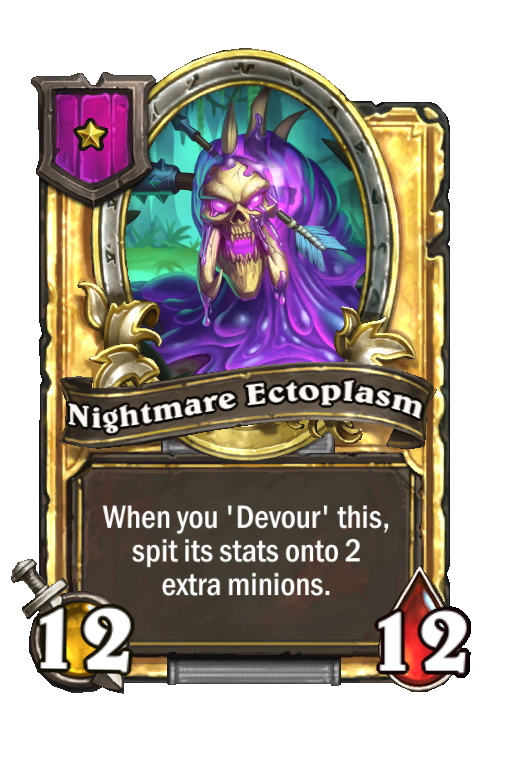 Nightmare Ectoplasm
When you 'Devour' this,
spit its stats onto 2
extra minions.
12
12